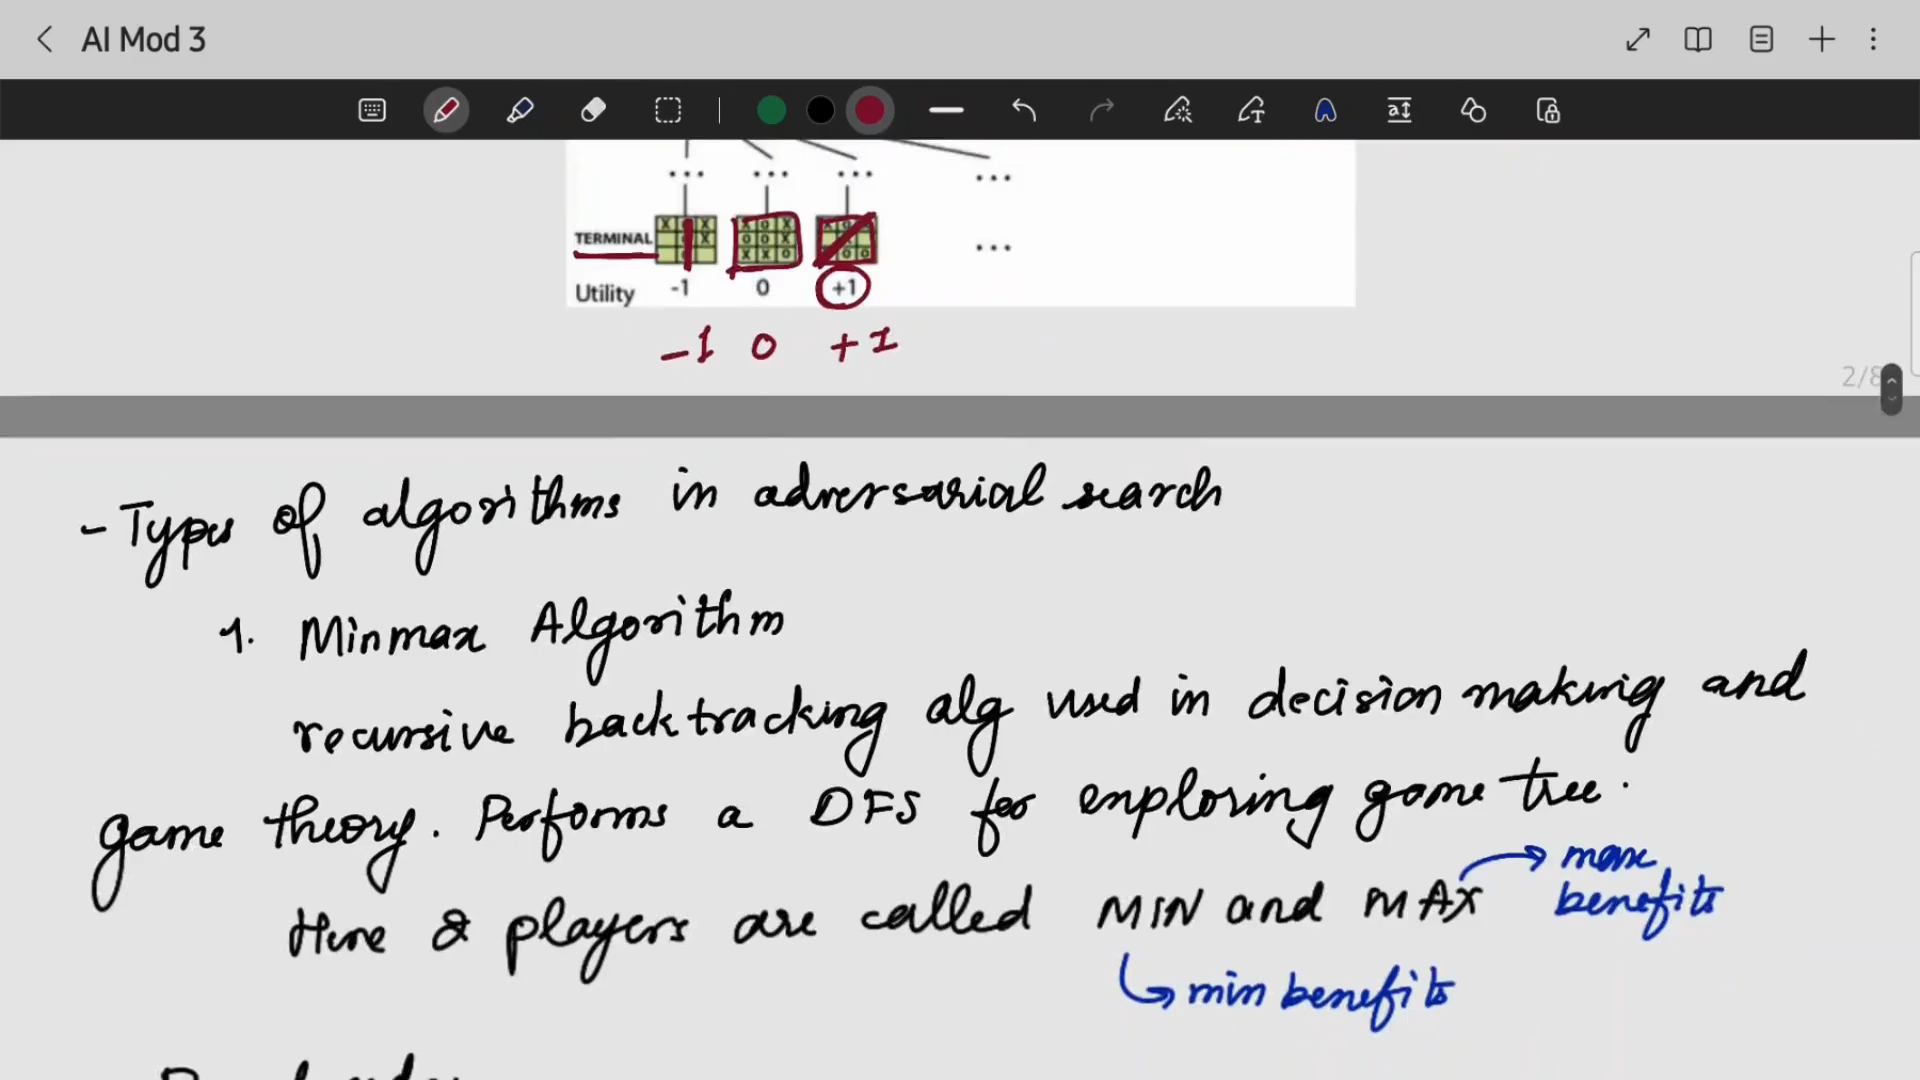 AI Mod 3
TERMINAL
X O X
O X
O
X O X
O O X
X X O
X O
O O
Utility -1 0 +1
-1 0 +1
2/8
- Types of algorithms in adversarial search
1. Minmax Algorithm
recursive backtracking alg used in decision making and
game theory. Performs a DFS for exploring game tree.
Here 2 players are called MIN and MAX → max
benefits
↳ min benefits